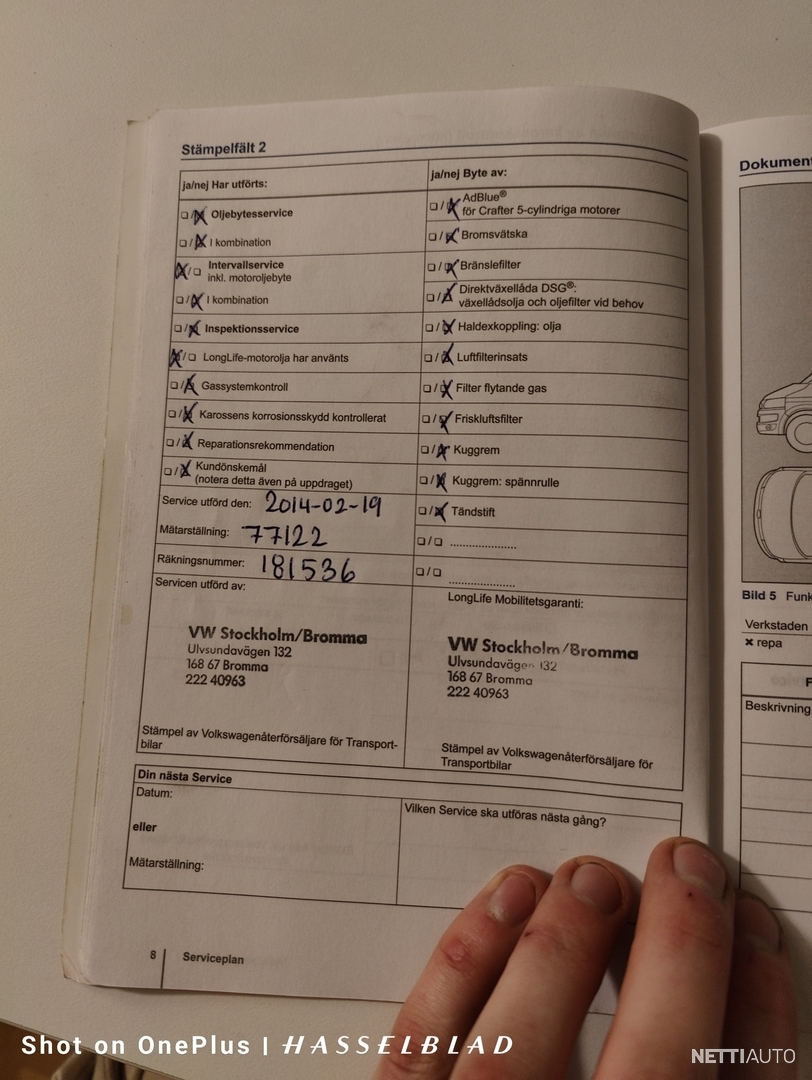 Stämpelfält 2
ja/nej Har utförts:
❏/❏ Oljebytesservice
❏/❏ I kombination
❏/❏ Intervallservice
inkl. motoroljebyte
❏/❏ I kombination
❏/❏ Inspektionsservice
❏/❏ LongLife-motorolja har använts
❏/❏ Gassystemkontroll
❏/❏ Karossens korrosionsskydd kontrollerat
❏/❏ Reparationsrekommendation
❏/❏ Kundönskemål
(notera detta även på uppdraget)
Service utförd den: 2014-02-19
Mätarställning: 77122
Räkningsnummer: 181536
Servicen utförd av:
VW Stockholm/Bromma
Ulvsundavägen 132
168 67 Bromma
222 40963
Stämpel av Volkswagenåterförsäljare för Transport-
bilar
ja/nej Byte av:
❏/❏ AdBlue®
för Crafter 5-cylindriga motorer
❏/❏ Bromsvätska
❏/❏ Bränslefilter
❏/❏ Direktväxellåda DSG®:
växellådsolja och oljefilter vid behov
❏/❏ Haldexkoppling: olja
❏/❏ Luftfilterinsats
❏/❏ Filter flytande gas
❏/❏ Friskluftsfilter
❏/❏ Kuggrem
❏/❏ Kuggrem: spännrulle
❏/❏ Tändstift
❏/❏ ....................
❏/❏ ....................
LongLife Mobilitetsgaranti:
VW Stockholm/Bromma
Ulvsundavägen 132
168 67 Bromma
222 40963
Stämpel av Volkswagenåterförsäljare för
Transportbilar
Din nästa Service
Datum:
eller
Mätarställning:
Vilken Service ska utföras nästa gång?
8 Serviceplan
Dokument
Bild 5 Funk
Verkstaden
× repa
F
Beskrivning
Shot on OnePlus | HASSELBLAD
NETTIAUTO